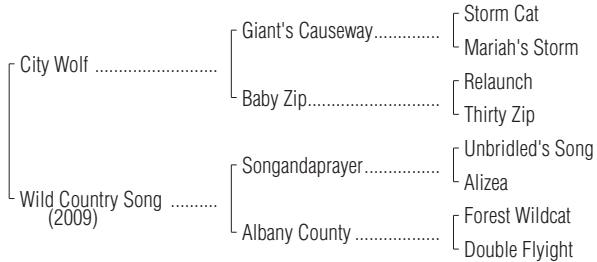 Storm Cat
Giant's Causeway..............
Mariah's Storm
City Wolf ..........................
Relaunch
Baby Zip............................
Thirty Zip
Unbridled's Song
Songandaprayer................
Alizea
Wild Country Song ..........
(2009)
Forest Wildcat
Albany County ..................
Double Flyight